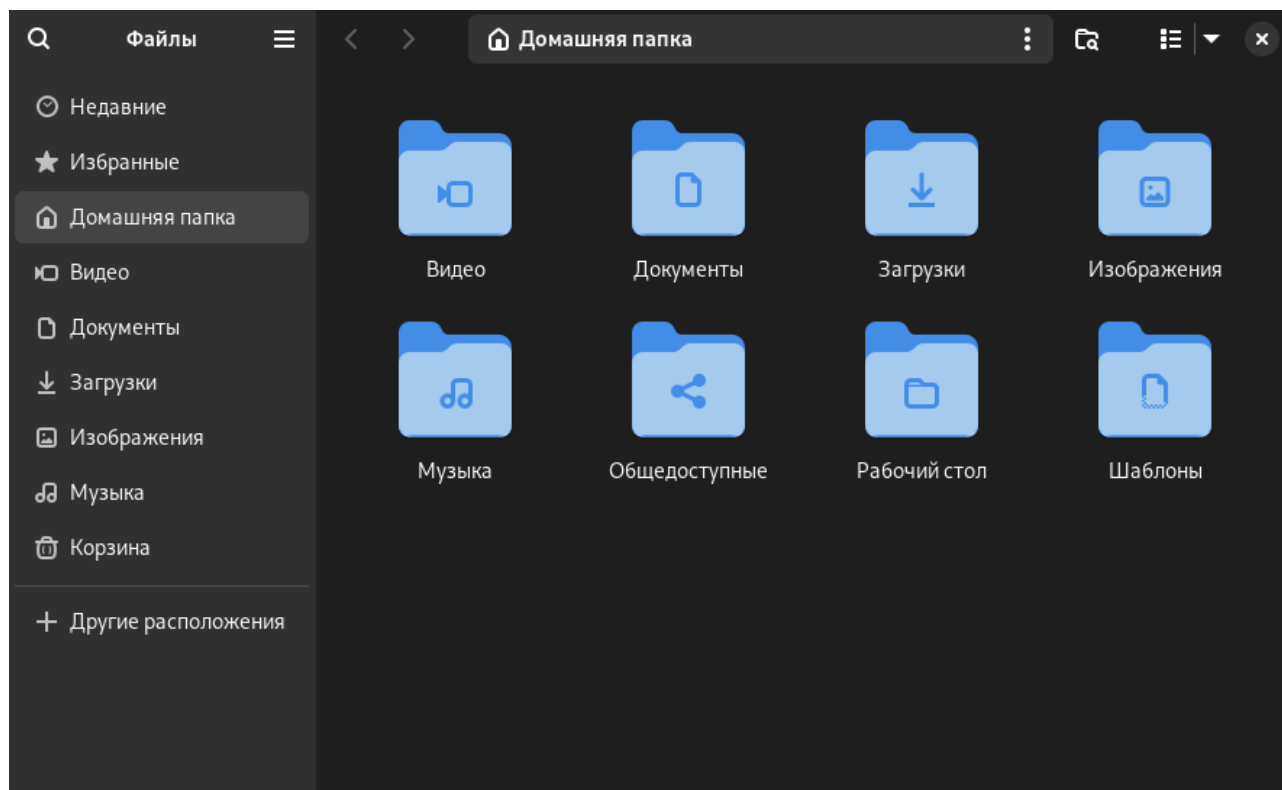 Файлы
Домашняя папка
Недавние
Избранные
Домашняя папка
Видео
Документы
Загрузки
Изображения
Музыка
Корзина
Другие расположения
Видео
Документы
Загрузки
Изображения
Музыка
Общедоступные
Рабочий стол
Шаблоны